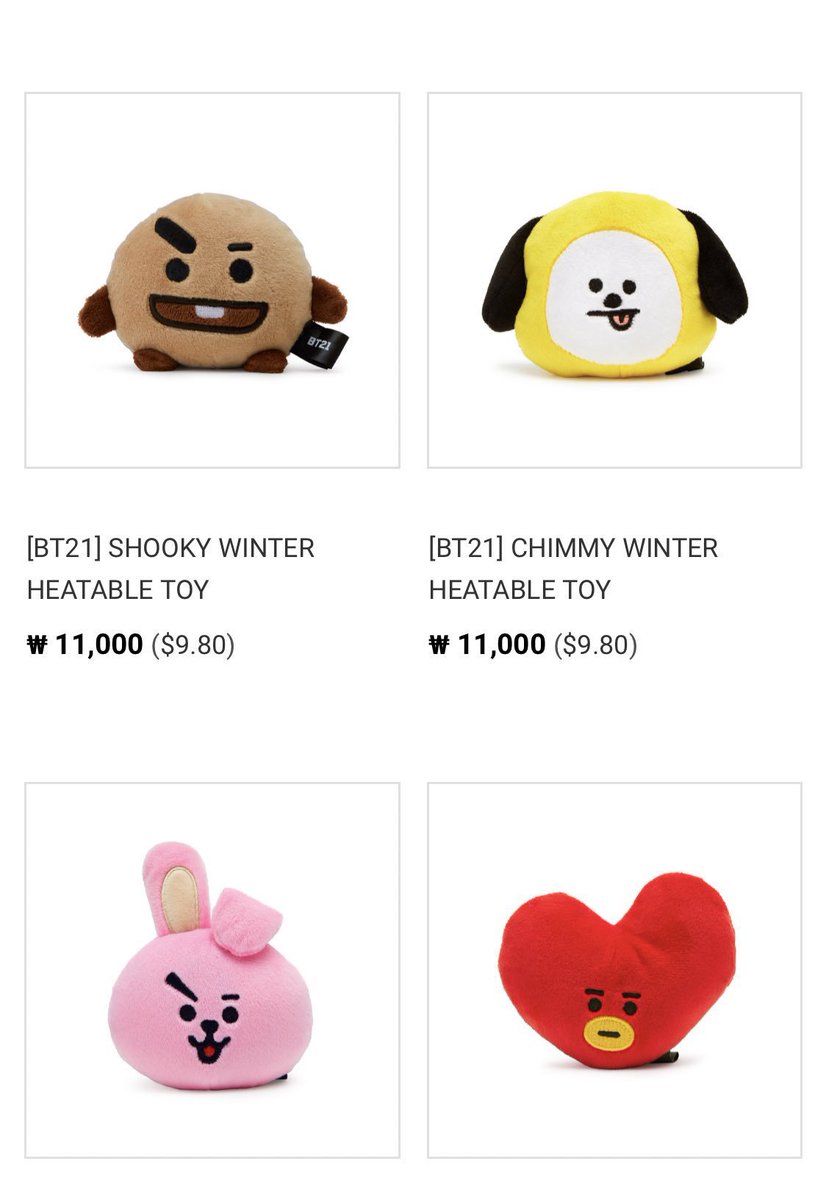 BT21
[BT21] SHOOKY WINTER
HEATABLE TOY
₩ 11,000 ($9.80)
[BT21] CHIMMY WINTER
HEATABLE TOY
₩ 11,000 ($9.80)